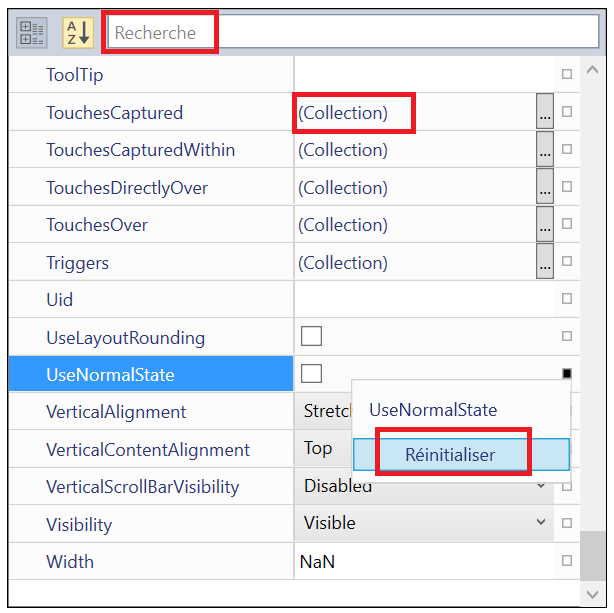 A
Z
Recherche
ToolTip
TouchesCaptured (Collection) ...
TouchesCapturedWithin (Collection) ...
TouchesDirectlyOver (Collection) ...
TouchesOver (Collection) ...
Triggers (Collection) ...
Uid
UseLayoutRounding
UseNormalState
UseNormalState
VerticalAlignment Stretc
VerticalContentAlignment Top
Réinitialiser
VerticalScrollBarVisibility Disabled
Visibility Visible
Width NaN